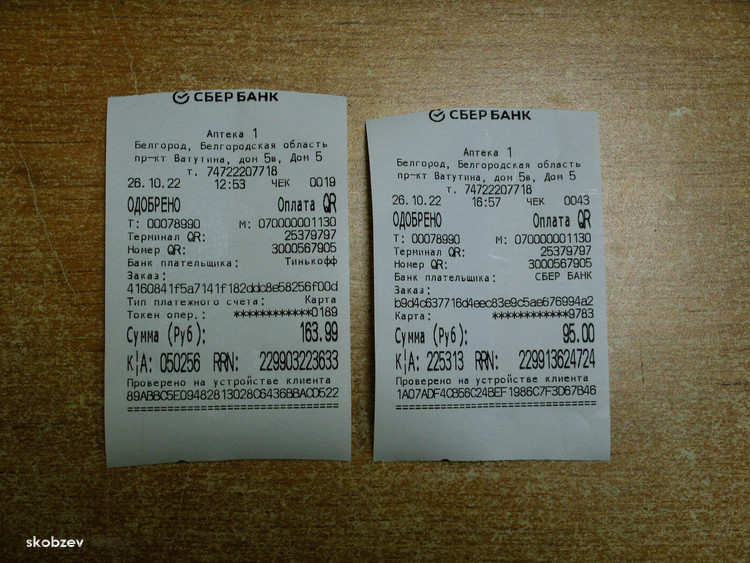 СБЕР БАНК
Аптека 1
Белгород, Белгородская область
пр-кт Ватутина, дом 5в, Дом 5
т. 74722207718
26.10.22 12:53 ЧЕК 0019
ОДОБРЕНО Оплата QR
Т: 00078990 М: 070000001130
Терминал QR: 25379797
Номер QR: 3000567905
Банк плательщика: Тинькофф
Заказ:
4160841f5a7141f182ddc8e58256f00d
Тип платежного счета: Карта
Токен опер.: ************0189
Сумма (Руб): 163.99
К/А: 050256 RRN: 229903223633
Проверено на устройстве клиента
89ABBC5E09482813028C6436BBACD522
================================
СБЕР БАНК
Аптека 1
Белгород, Белгородская область
пр-кт Ватутина, дом 5в, Дом 5
т. 74722207718
26.10.22 16:57 ЧЕК 0043
ОДОБРЕНО Оплата QR
Т: 00078990 М: 070000001130
Терминал QR: 25379797
Номер QR: 3000567905
Банк плательщика: СБЕР БАНК
Заказ:
b9d4c637716d4eec83e9c5ae676994a2
Карта: ************9783
Сумма (Руб): 95.00
К/А: 225313 RRN: 229913624724
Проверено на устройстве клиента
1A07ADF4CB56C24BEF1986C7F3D67B46
================================
skobzev